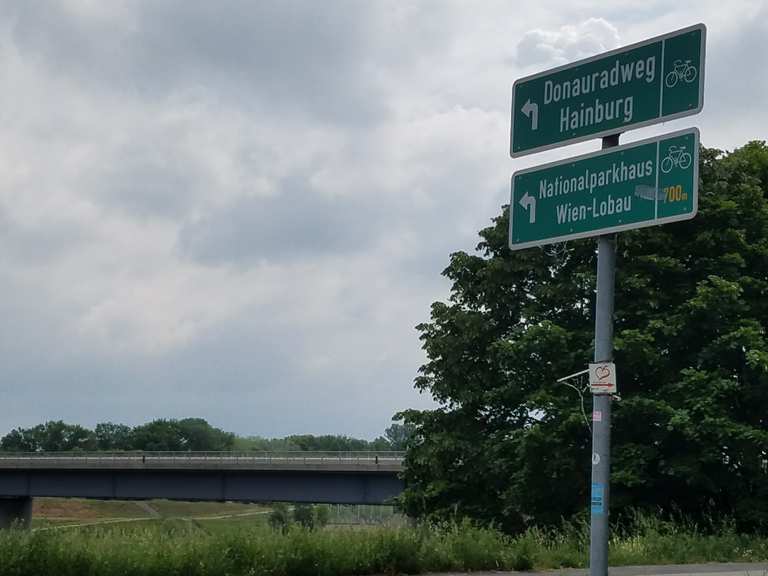 Donauradweg
Hainburg
Nationalparkhaus
Wien-Lobau
700m